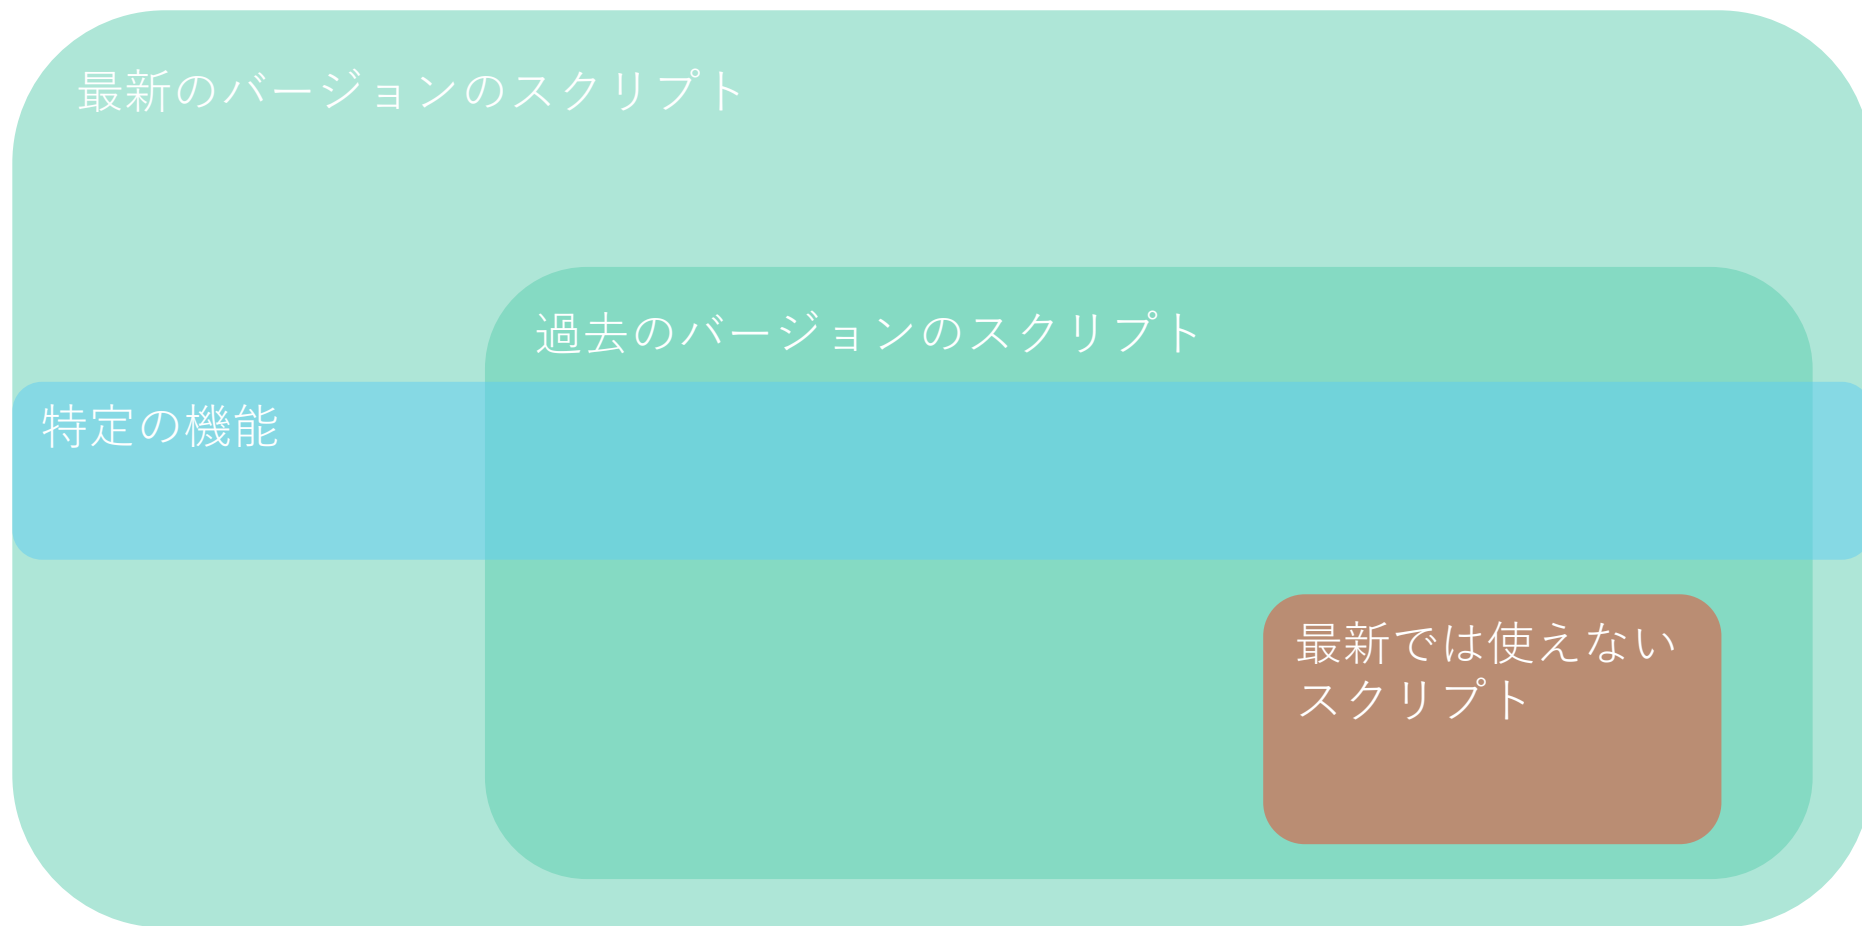 最新のバージョンのスクリプト
過去のバージョンのスクリプト
特定の機能
最新では使えない
スクリプト